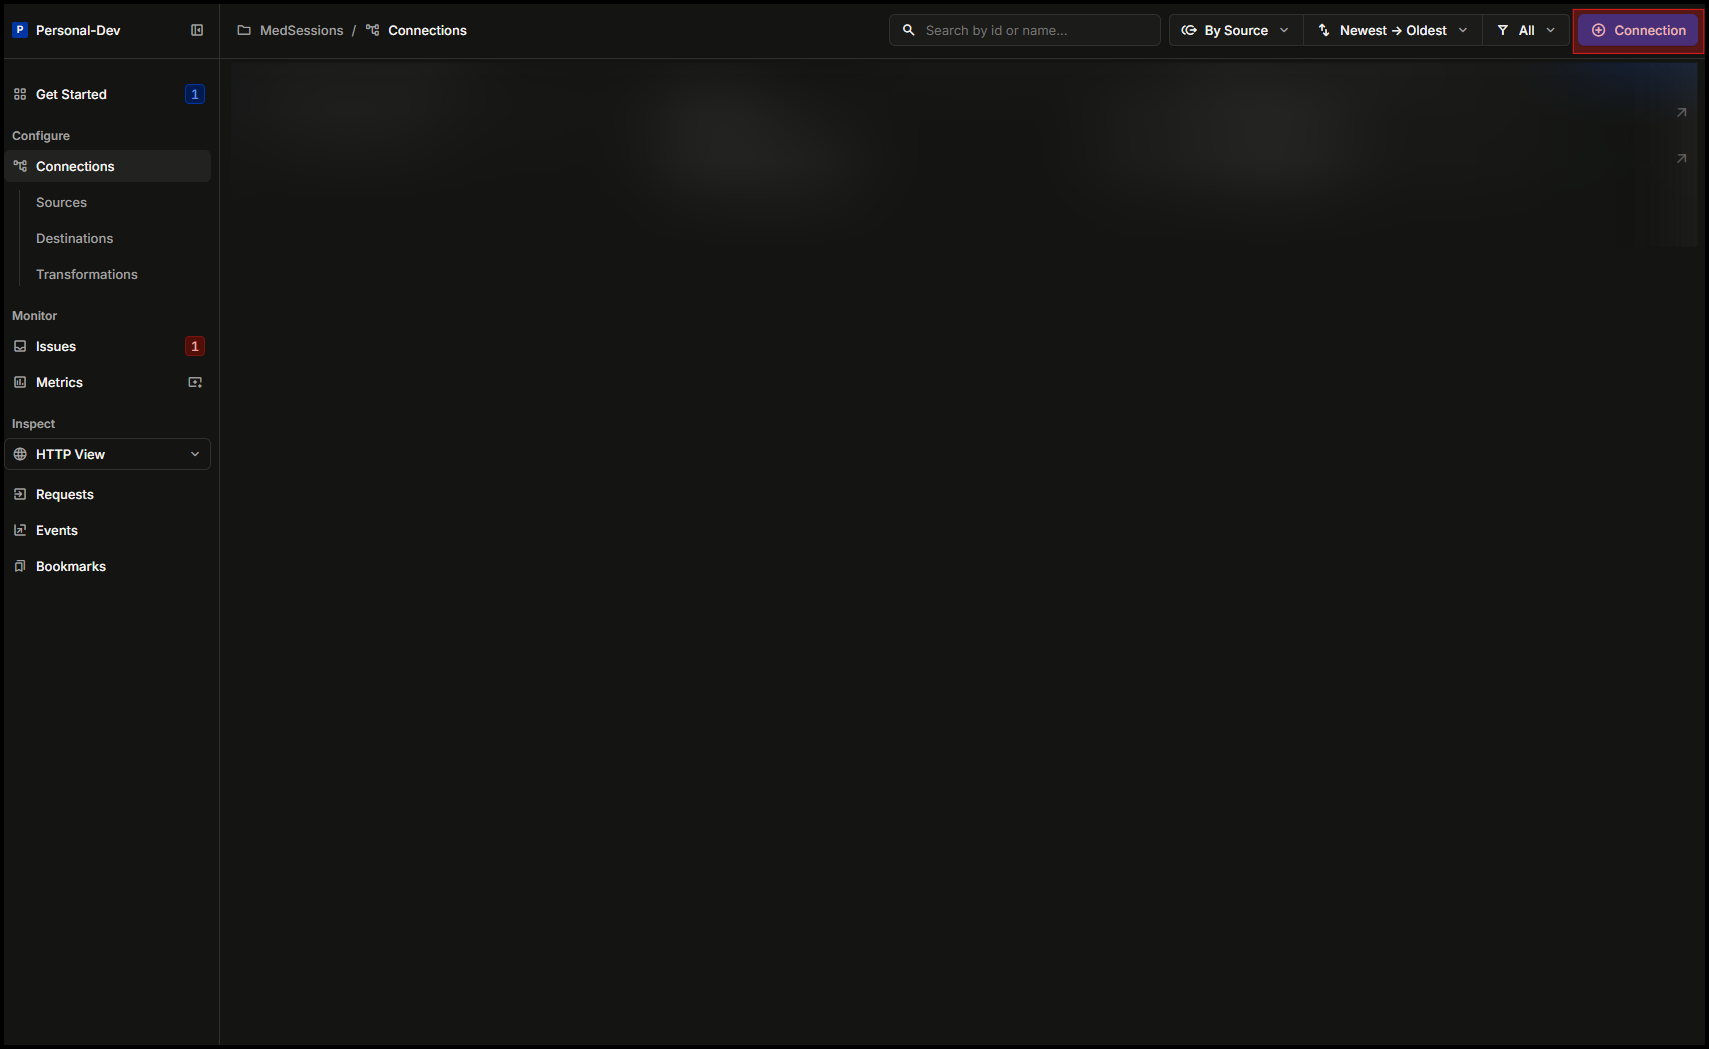 P Personal-Dev
MedSessions / Connections
Search by id or name...
By Source
Newest → Oldest
All
Connection
Get Started 1
Configure
Connections
Sources
Destinations
Transformations
Monitor
Issues 1
Metrics
Inspect
HTTP View
Requests
Events
Bookmarks